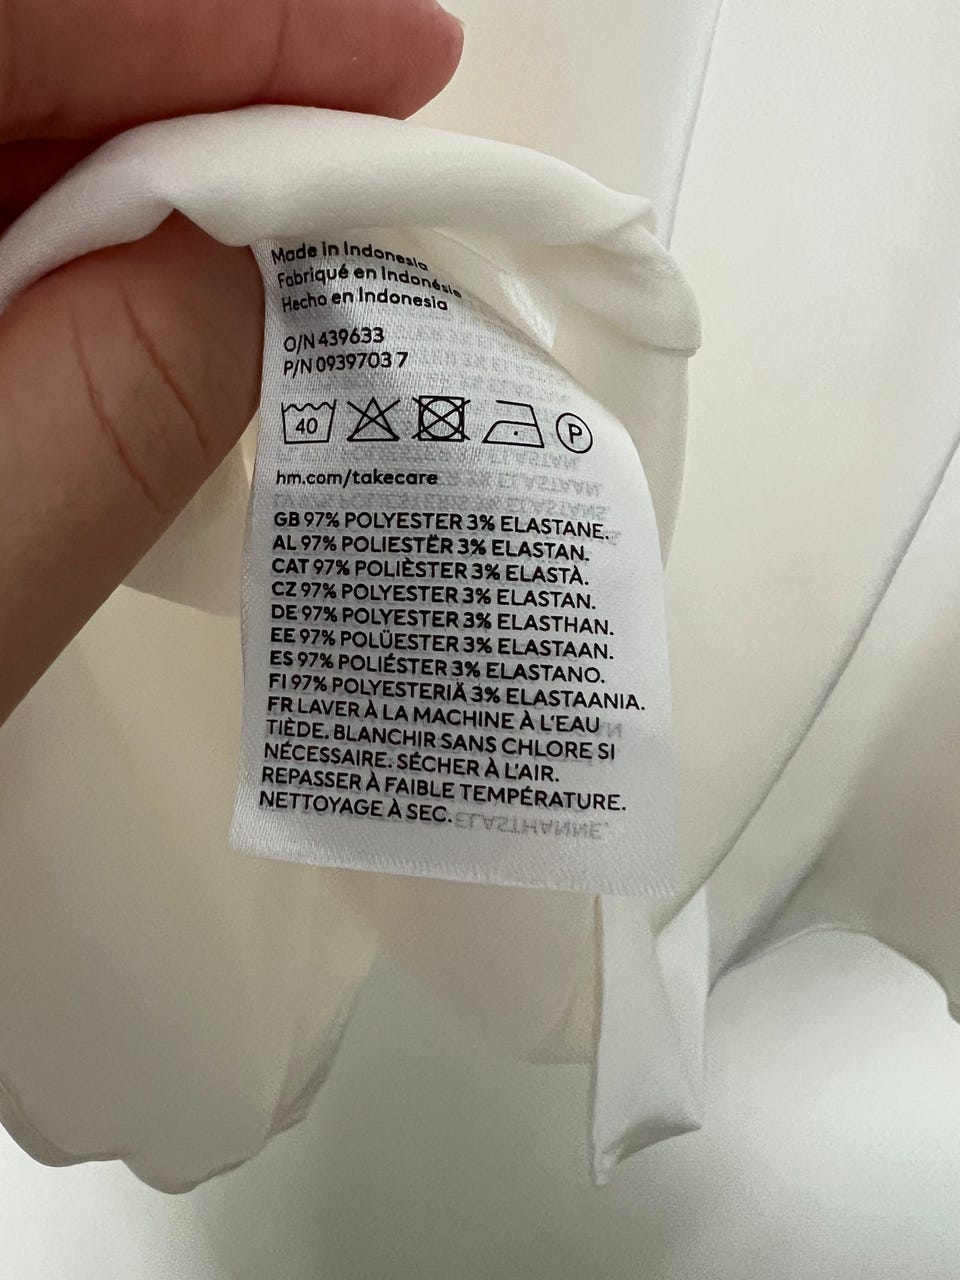 Made in Indonesia
Fabriqué en Indonésie
Hecho en Indonesia
O/N 439633
P/N 0939703 7
40 P
hm.com/takecare
GB 97% POLYESTER 3% ELASTANE.
AL 97% POLIESTËR 3% ELASTAN.
CAT 97% POLIÈSTER 3% ELASTÀ.
CZ 97% POLYESTER 3% ELASTAN.
DE 97% POLYESTER 3% ELASTHAN.
EE 97% POLÜESTER 3% ELASTAAN.
ES 97% POLIÉSTER 3% ELASTANO.
FI 97% POLYESTERIÄ 3% ELASTAANIA.
FR LAVER À LA MACHINE À L'EAU
TIÈDE. BLANCHIR SANS CHLORE SI
NÉCESSAIRE. SÉCHER À L'AIR.
REPASSER À FAIBLE TEMPÉRATURE.
NETTOYAGE À SEC.